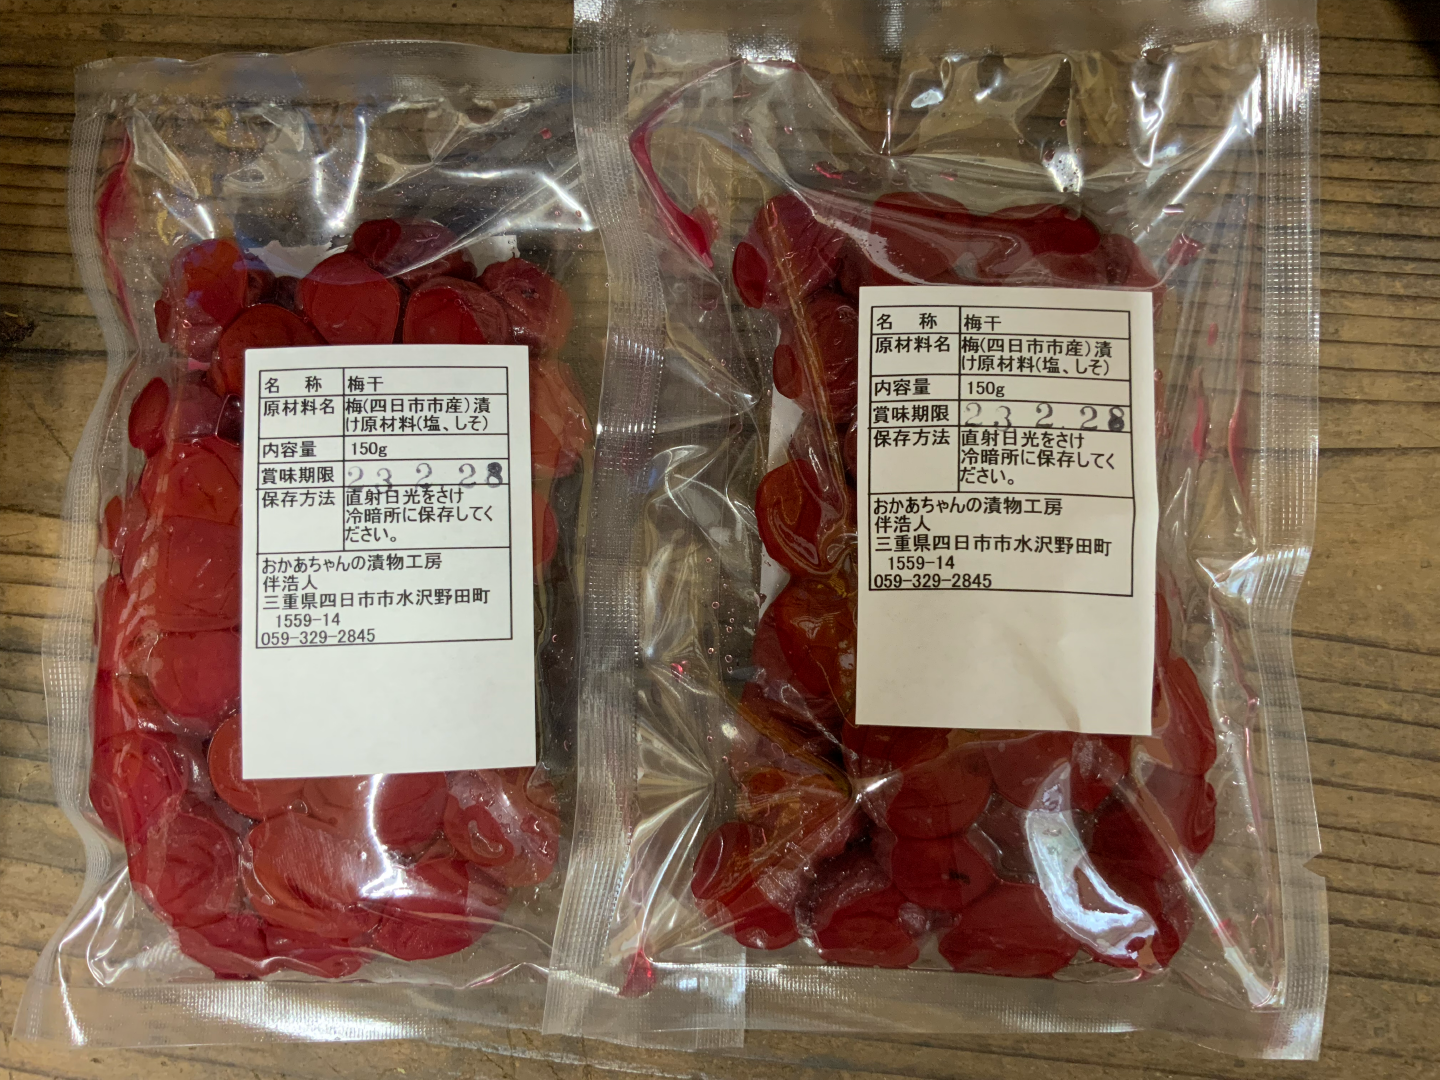 名 称 梅干
原材料名 梅(四日市市産)漬
け原材料(塩、しそ)
内容量 150g
賞味期限 23 2 28
保存方法 直射日光をさけ
冷暗所に保存してく
ださい。
おかあちゃんの漬物工房
伴浩人
三重県四日市市水沢野田町
1559-14
059-329-2845
名 称 梅干
原材料名 梅(四日市市産)漬
け原材料(塩、しそ)
内容量 150g
賞味期限 23 2 28
保存方法 直射日光をさけ
冷暗所に保存してく
ださい。
おかあちゃんの漬物工房
伴浩人
三重県四日市市水沢野田町
1559-14
059-329-2845